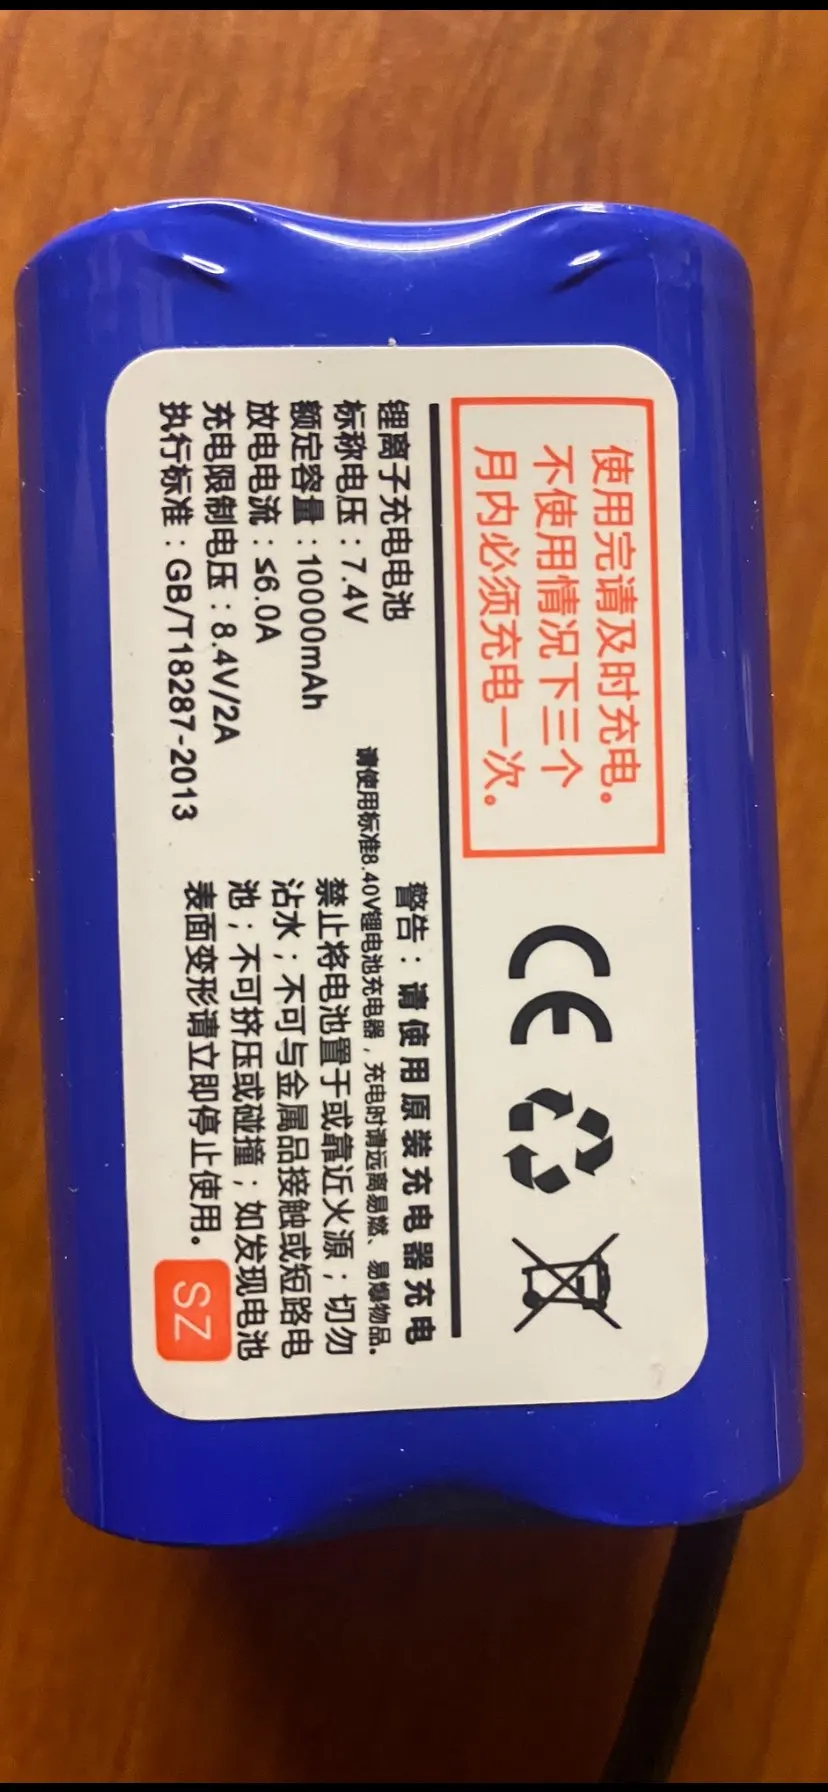 使用完请及时充电。
不使用情况下三个
月内必须充电一次。
CE
锂离子充电电池
标称电压：7.4V
额定容量：10000mAh
放电电流：≤6.0A
充电限制电压：8.4V/2A
执行标准：GB/T18287-2013
警告：请使用原装充电器充电
请使用标准8.40V锂电池充电器，充电时请远离易燃、易爆物品。
禁止将电池置于或靠近火源；切勿
沾水；不可与金属品接触或短路电
池；不可挤压或碰撞；如发现电池
表面变形请立即停止使用。
SZ